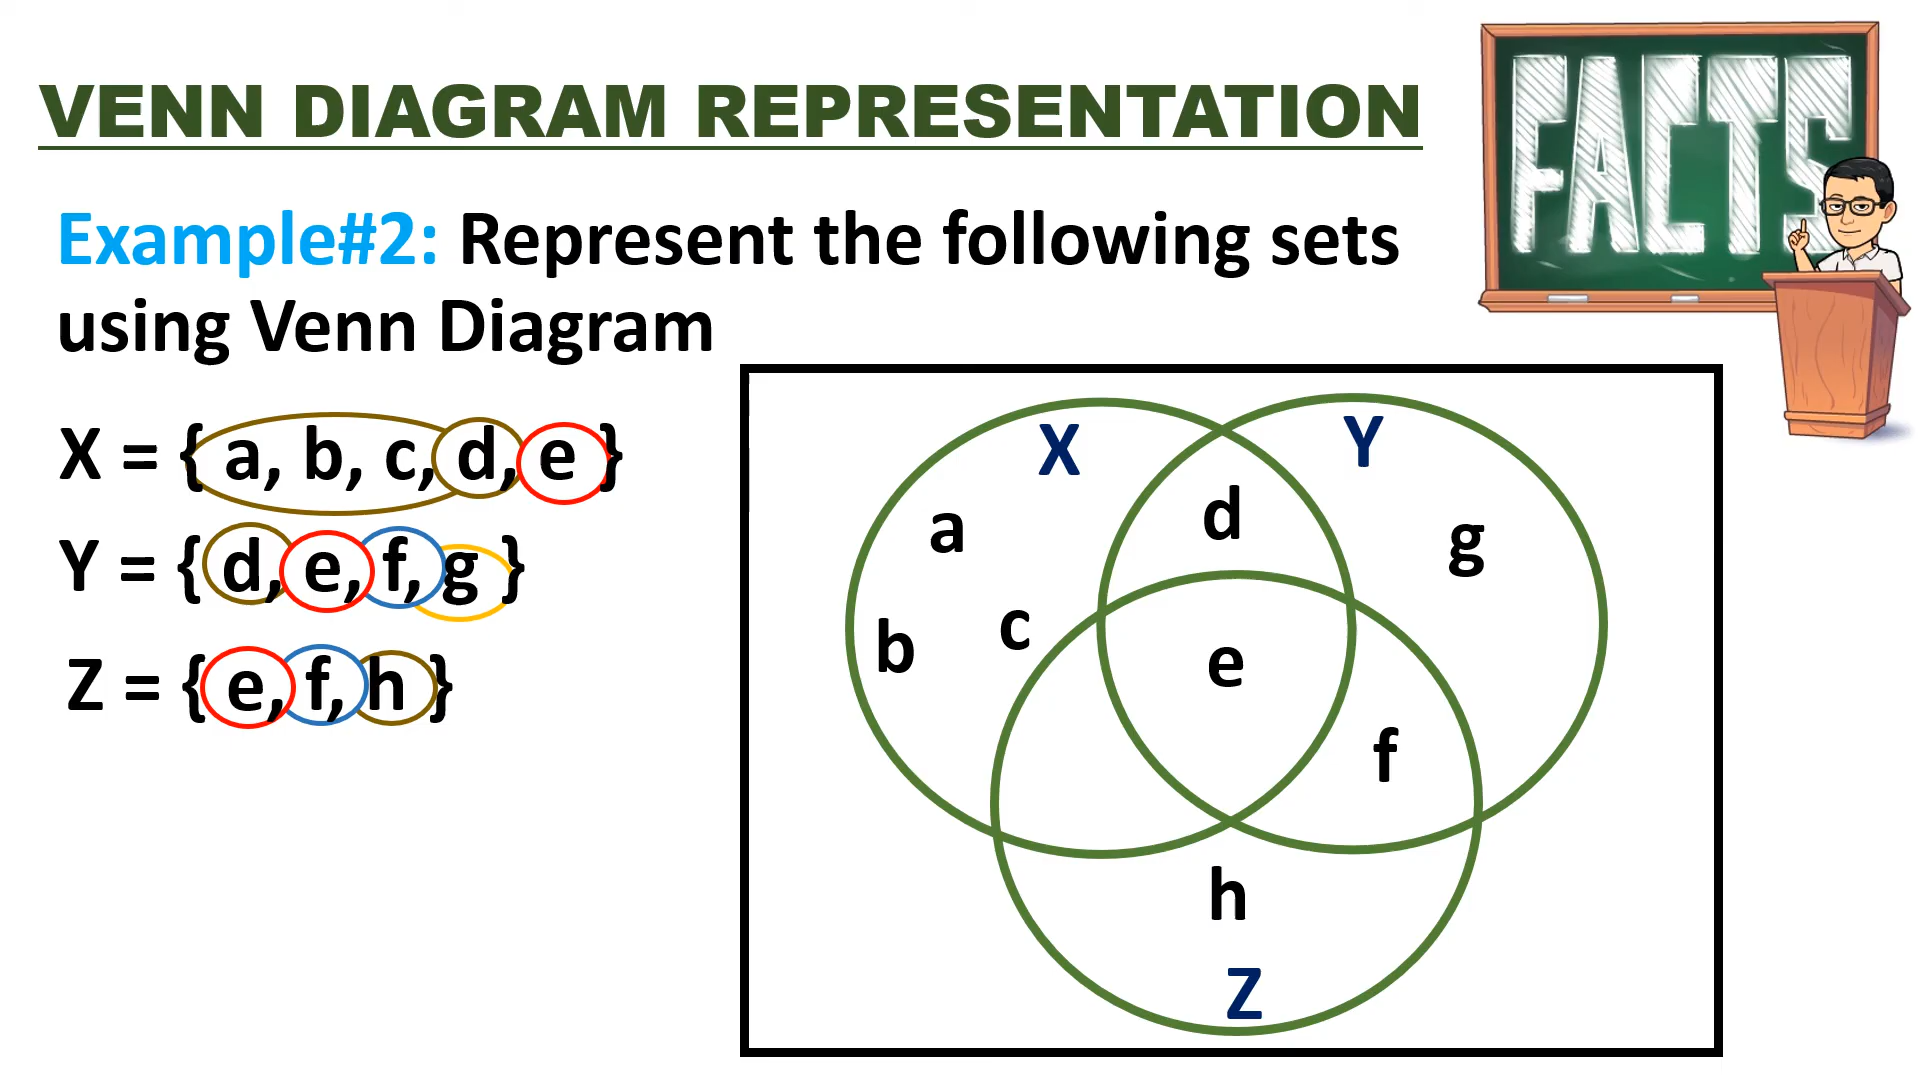 VENN DIAGRAM REPRESENTATION
FACTS
Example#2: Represent the following sets
using Venn Diagram
X = { a, b, c, d, e }
Y = { d, e, f, g }
Z = { e, f, h }
X
Y
a
d
g
b
c
e
f
h
Z